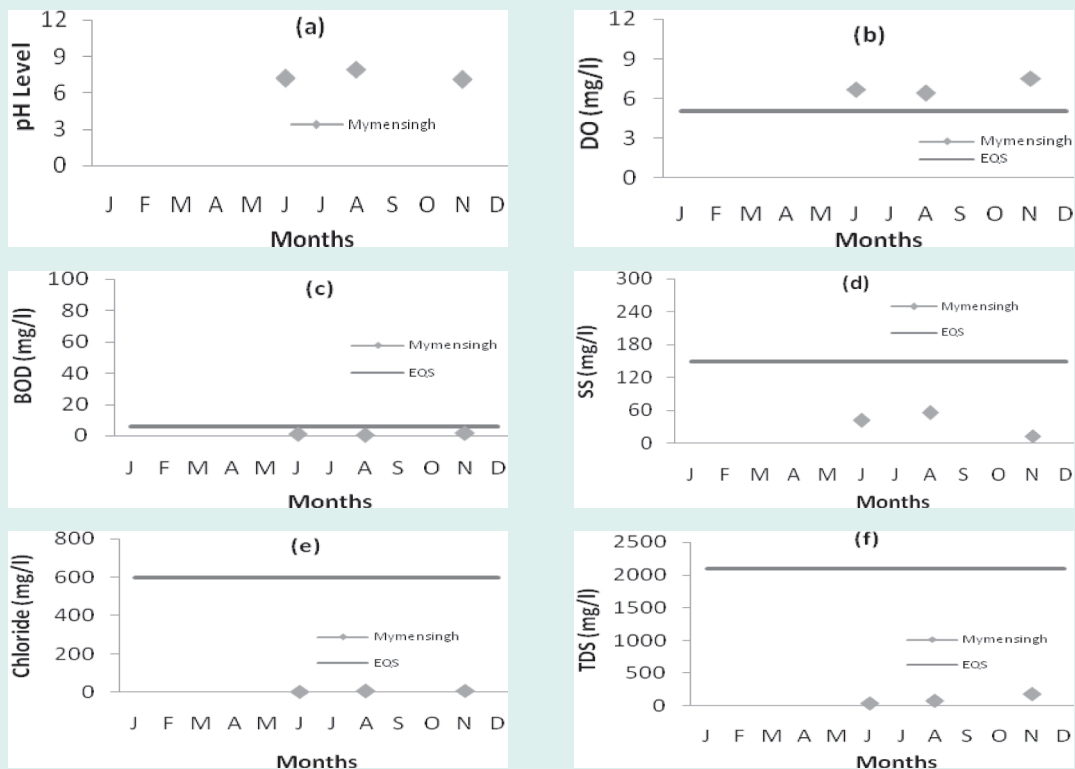 (a)
pH Level
12
9
6
3
0
Mymensingh
J F M A M J J A S O N D
Months
(b)
DO (mg/l)
12
9
6
3
0
Mymensingh
EQS
J F M A M J J A S O N D
Months
(c)
BOD (mg/l)
100
80
60
40
20
0
Mymensingh
EQS
J F M A M J J A S O N D
Months
(d)
SS (mg/l)
300
240
180
120
60
0
Mymensingh
EQS
J F M A M J J A S O N D
Months
(e)
Chloride (mg/l)
800
600
400
200
0
Mymensingh
EQS
J F M A M J J A S O N D
Months
(f)
TDS (mg/l)
2500
2000
1500
1000
500
0
Mymensingh
EQS
J F M A M J J A S O N D
Months